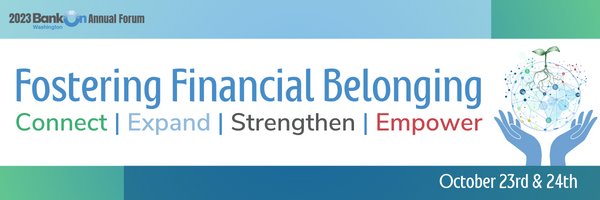 2023 Bank On Annual Forum
Washington
Fostering Financial Belonging
Connect | Expand | Strengthen | Empower
October 23rd & 24th